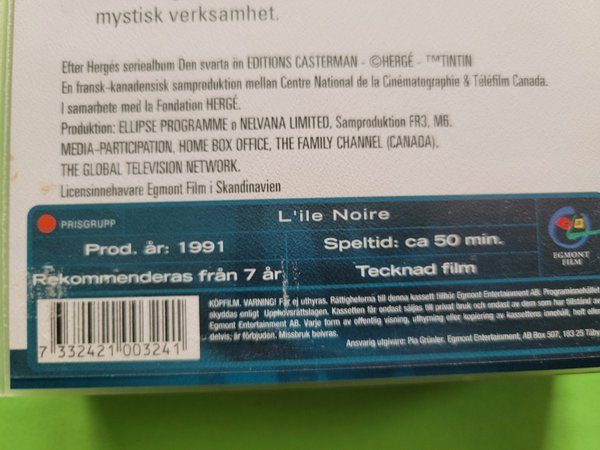 mystisk verksamhet.
Efter Hergés seriealbum Den svarta ön EDITIONS CASTERMAN - ©HERGÉ - ™TINTIN
En fransk-kanadensisk samproduktion mellan Centre National de la Cinématographie & Téléfilm Canada.
I samarbete med la Fondation HERGÉ.
Produktion: ELLIPSE PROGRAMME o NELVANA LIMITED, Samproduktion FR3, M6.
MEDIA-PARTICIPATION, HOME BOX OFFICE, THE FAMILY CHANNEL (CANADA).
THE GLOBAL TELEVISION NETWORK.
Licensinnehavare Egmont Film i Skandinavien
PRISGRUPP
L'ile Noire
Prod. år: 1991
Speltid: ca 50 min.
Rekommenderas från 7 år
Tecknad film
EGMONT
FILM
KÖPFILM. VARNING! Får ej uthyras. Rättigheterna till denna kassett tillhör Egmont Entertainment AB. Programinnehållet
skyddas enligt Upphovsrättslagen. Kassetten får endast säljas till privat bruk och endast av dem som har tillstånd av
Egmont Entertainment AB. Varje form av offentlig visning, uthyrning eller kopiering av kassettens innehåll, helt eller
delvis, är förbjuden. Missbruk beivras.
Ansvarig utgivare: Pia Grünler. Egmont Entertainment, AB Box 507, 183 25 Täby
7 332421 003241